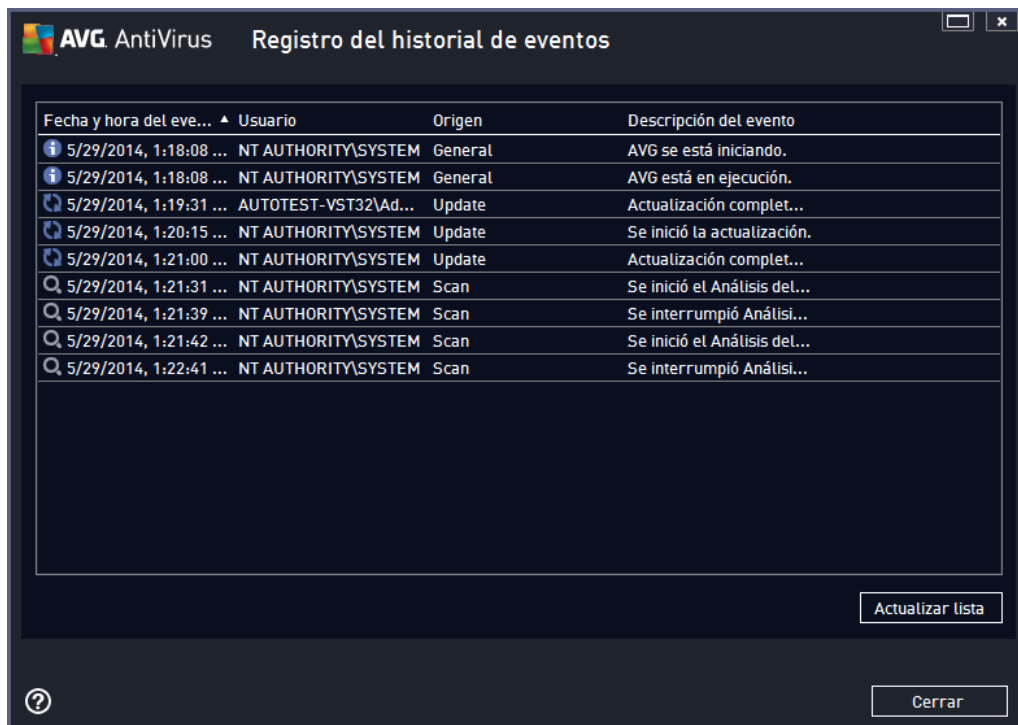 AVG. AntiVirus Registro del historial de eventos
Fecha y hora del eve... Usuario Origen Descripción del evento
5/29/2014, 1:18:08 ... NT AUTHORITY\SYSTEM General AVG se está iniciando.
5/29/2014, 1:18:08 ... NT AUTHORITY\SYSTEM General AVG está en ejecución.
5/29/2014, 1:19:31 ... AUTOTEST-VST32\Ad... Update Actualización complet...
5/29/2014, 1:20:15 ... NT AUTHORITY\SYSTEM Update Se inició la actualización.
5/29/2014, 1:21:00 ... NT AUTHORITY\SYSTEM Update Actualización complet...
5/29/2014, 1:21:31 ... NT AUTHORITY\SYSTEM Scan Se inició el Análisis del...
5/29/2014, 1:21:39 ... NT AUTHORITY\SYSTEM Scan Se interrumpió Análisi...
5/29/2014, 1:21:42 ... NT AUTHORITY\SYSTEM Scan Se inició el Análisis del...
5/29/2014, 1:22:41 ... NT AUTHORITY\SYSTEM Scan Se interrumpió Análisi...
Actualizar lista
Cerrar